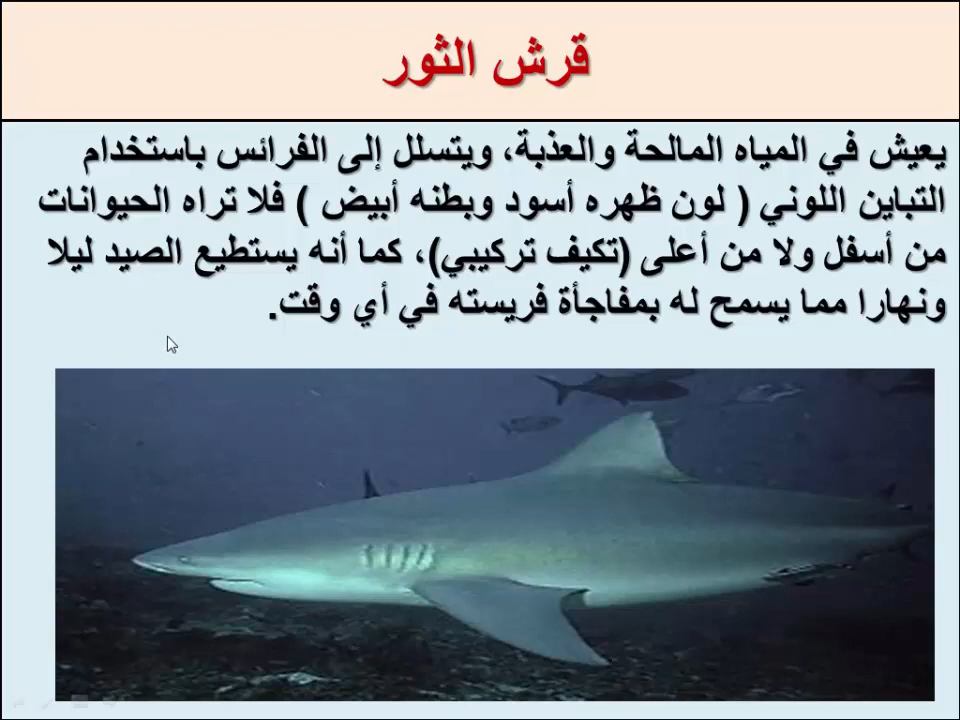 قرش الثور
يعيش في المياه المالحة والعذبة، ويتسلل إلى الفرائس باستخدام
التباين اللوني ( لون ظهره أسود وبطنه أبيض ) فلا تراه الحيوانات
من أسفل ولا من أعلى (تكيف تركيبي)، كما أنه يستطيع الصيد ليلا
ونهارا مما يسمح له بمفاجأة فريسته في أي وقت.